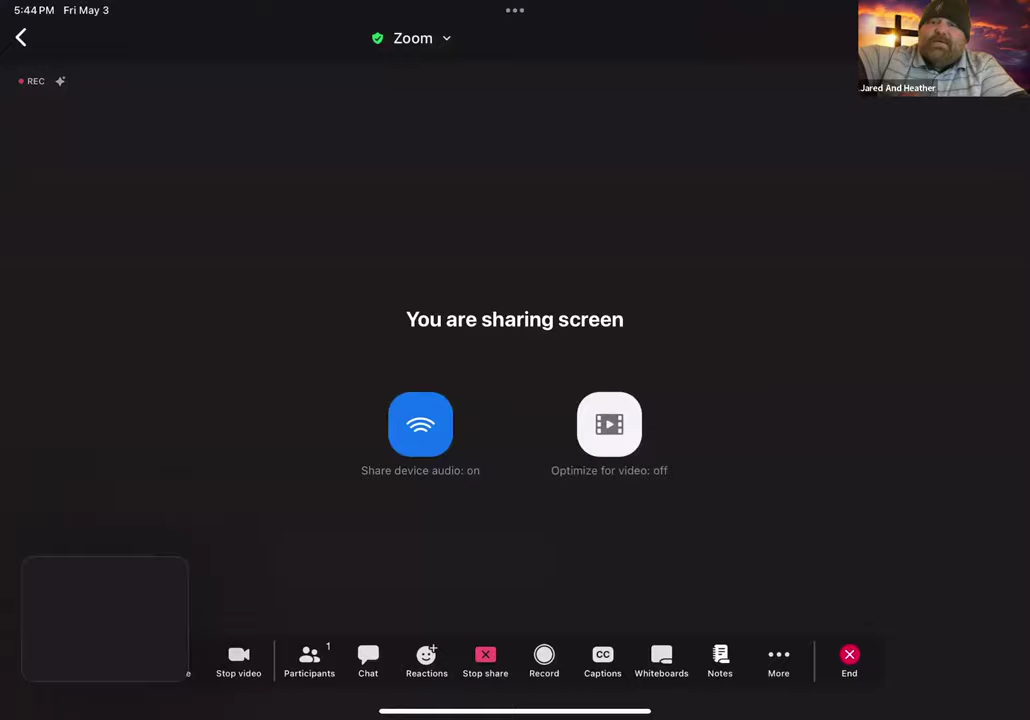 5:44 PM Fri May 3
Zoom
REC
Jared And Heather
You are sharing screen
Share device audio: on
Optimize for video: off
e
Stop video
Participants
1
Chat
Reactions
Stop share
Record
CC
Captions
Whiteboards
Notes
More
End